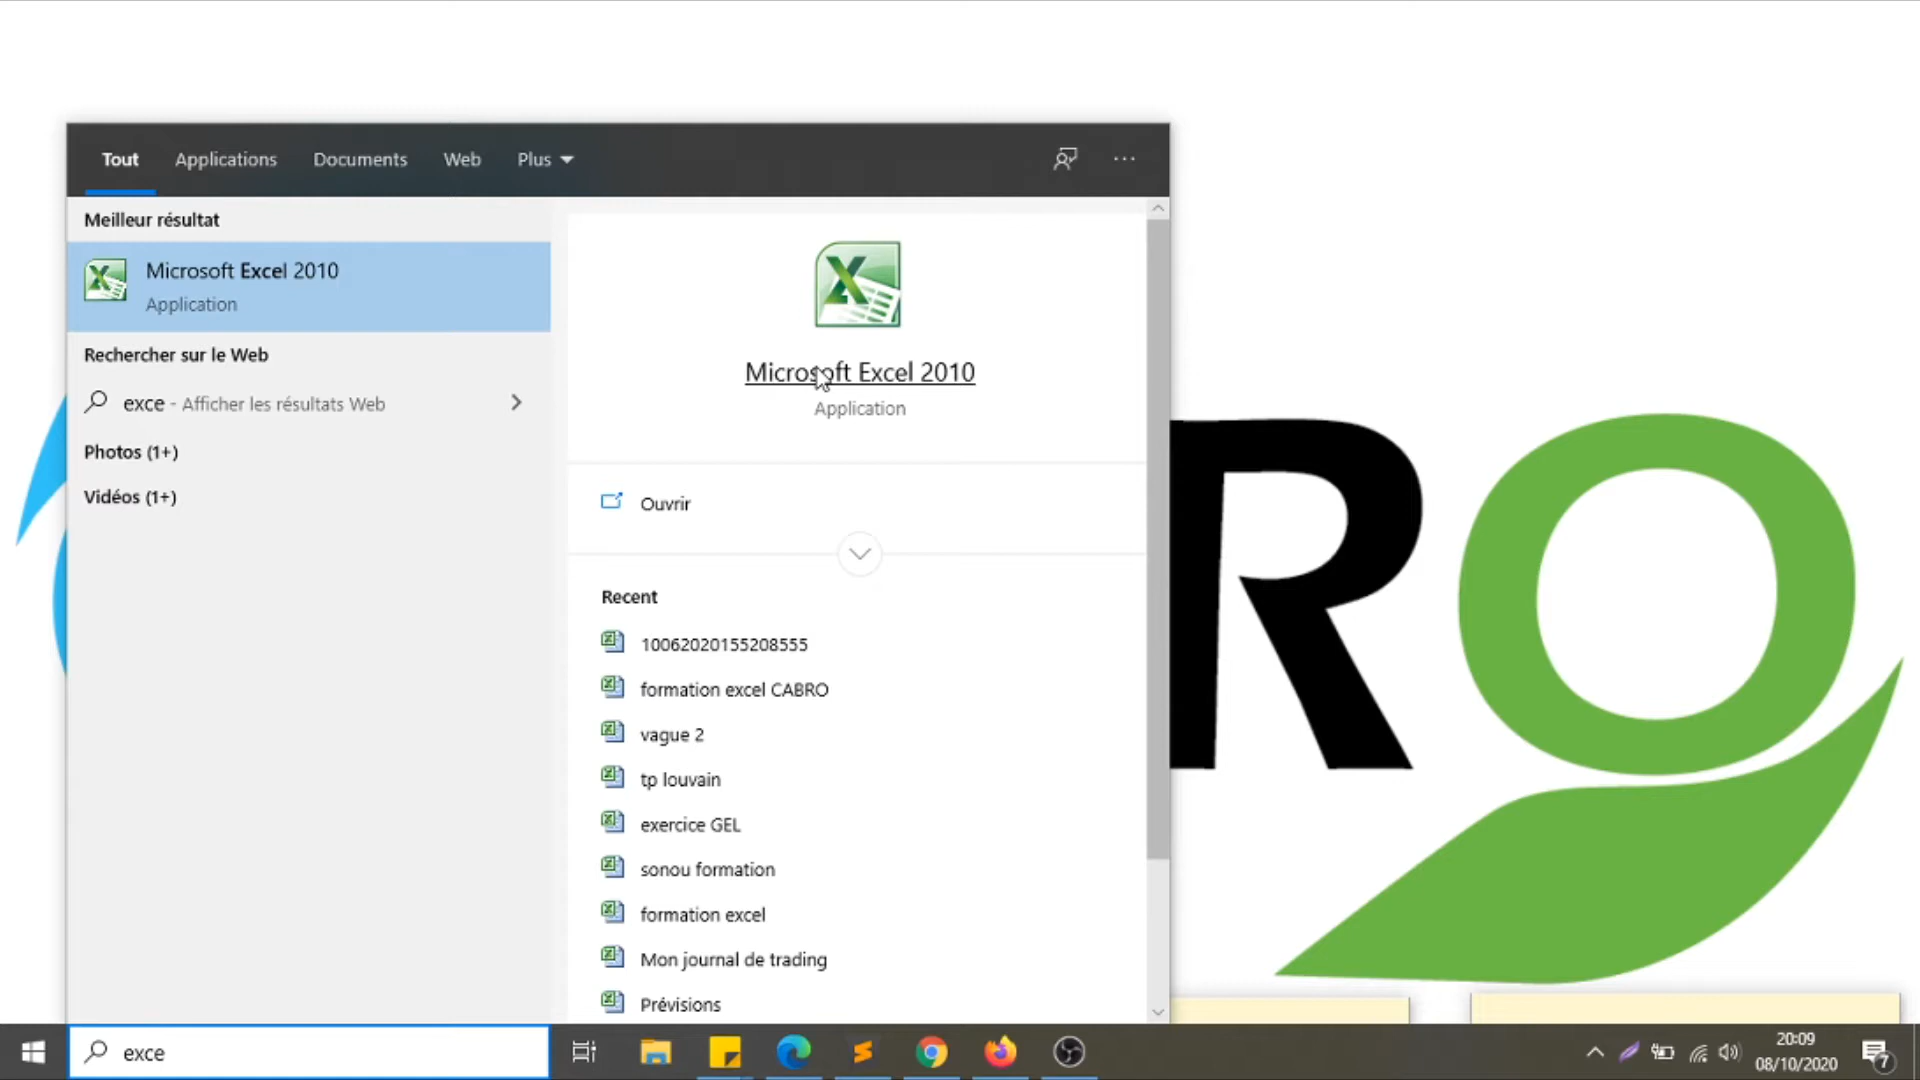 Tout Applications Documents Web Plus
Meilleur résultat
Microsoft Excel 2010
Application
Rechercher sur le Web
exce - Afficher les résultats Web
Photos (1+)
Vidéos (1+)
Microsoft Excel 2010
Application
Ouvrir
Recent
10062020155208555
formation excel CABRO
vague 2
tp louvain
exercice GEL
sonou formation
formation excel
Mon journal de trading
Prévisions
RO
exce
20:09
08/10/2020
7